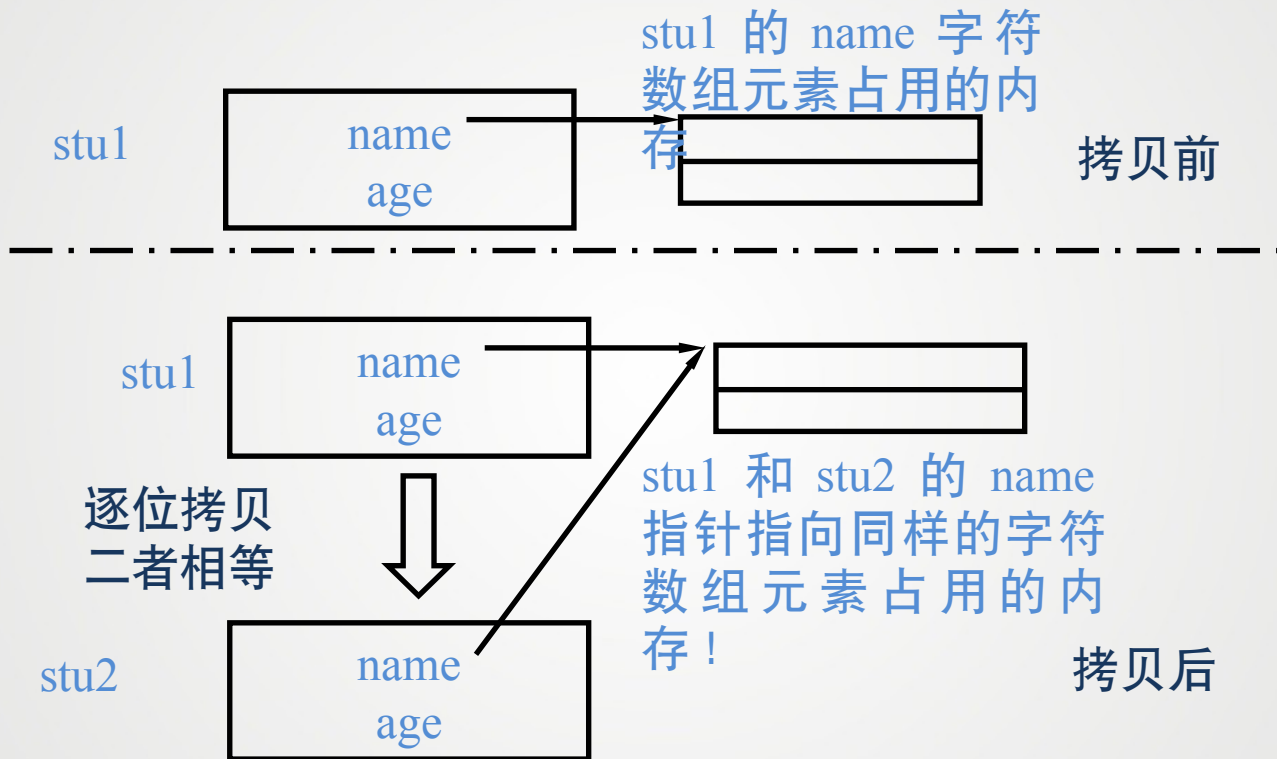 stu1 的 name 字符
数组元素占用的内
存
stu1
name
age
拷贝前
stu1
name
age
逐位拷贝
二者相等
stu1 和 stu2 的 name
指针指向同样的字符
数组元素占用的内
存！
stu2
name
age
拷贝后